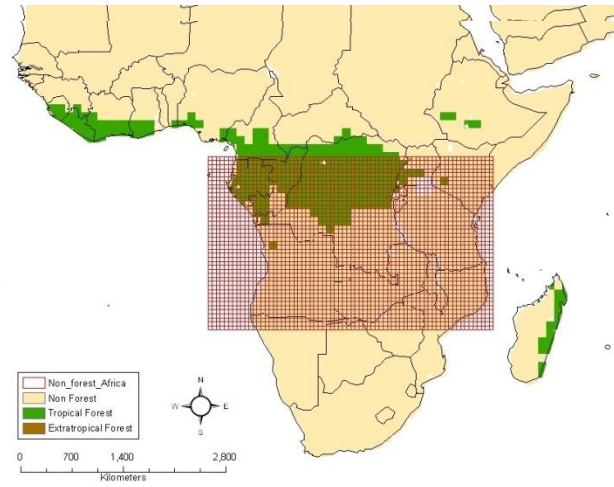 Non_forest_Africa
Non Forest
Tropical Forest
Extratropical Forest
N
W E
S
0 700 1,400 2,800
Kilometers